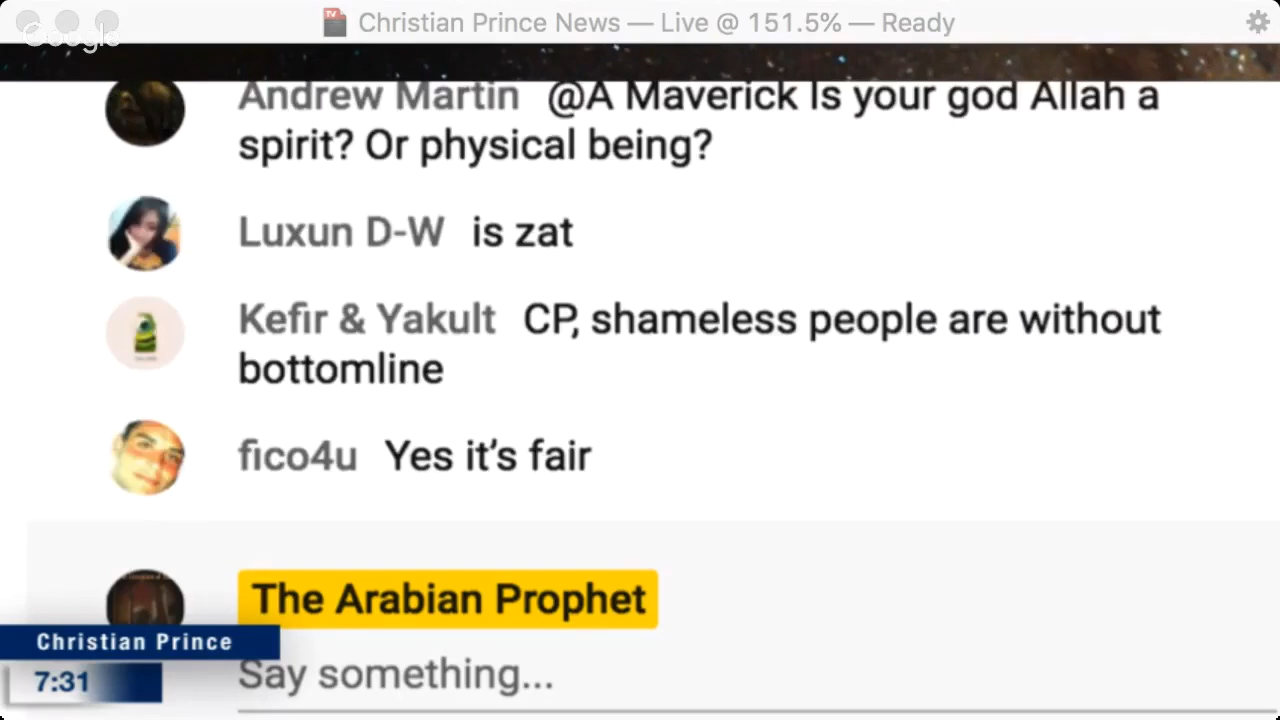 Christian Prince News — Live @ 151.5% — Ready
Google
Andrew Martin @A Maverick Is your god Allah a
spirit? Or physical being?
Luxun D-W is zat
Kefir & Yakult CP, shameless people are without
bottomline
fico4u Yes it's fair
The Arabian Prophet
Christian Prince
7:31
Say something...